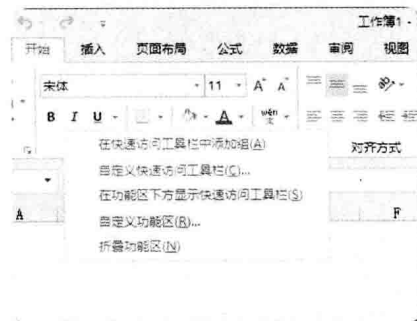 工作簿1 -
开始 插入 页面布局 公式 数据 审阅 视图
宋体 11 A A
B I U A wén 文
在快速访问工具栏中添加组(A)
自定义快速访问工具栏(C)...
对齐方式
在功能区下方显示快速访问工具栏(S)
自定义功能区(R)...
A F
折叠功能区(N)